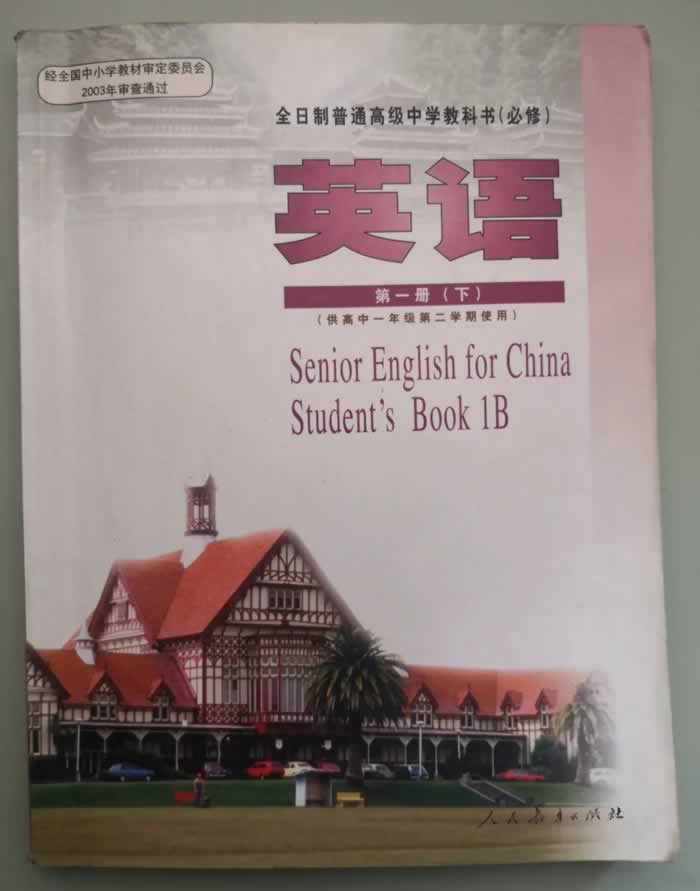 经全国中小学教材审定委员会
2003年审查通过
全日制普通高级中学教科书(必修)
英语
第一册(下)
(供高中一年级第二学期使用)
Senior English for China
Student's Book 1B
人民教育出版社